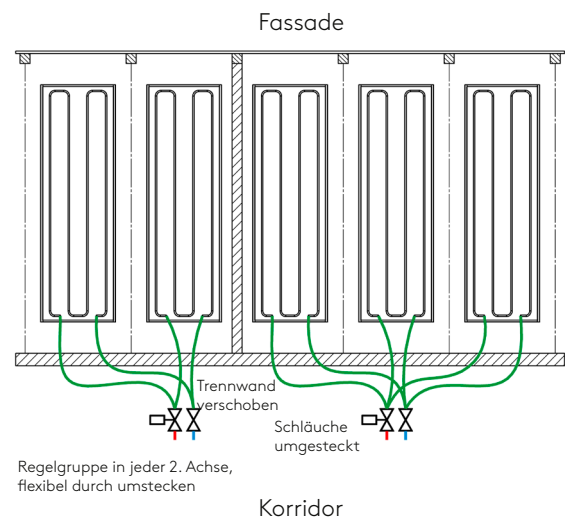 Fassade
Trennwand
verschoben
Schläuche
umgesteckt
Regelgruppe in jeder 2. Achse,
flexibel durch umstecken
Korridor